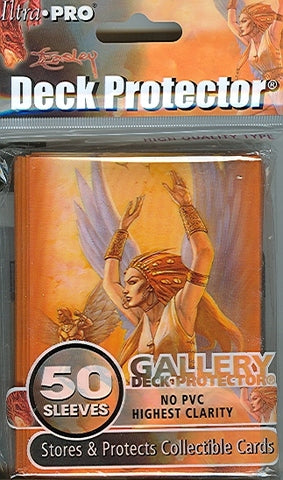 Ultra•PRO
Easley
Deck Protector®
HIGH QUALITY TYPE
50
SLEEVES
GALLERY
DECK•PROTECTOR®
NO PVC
HIGHEST CLARITY
Stores & Protects Collectible Cards